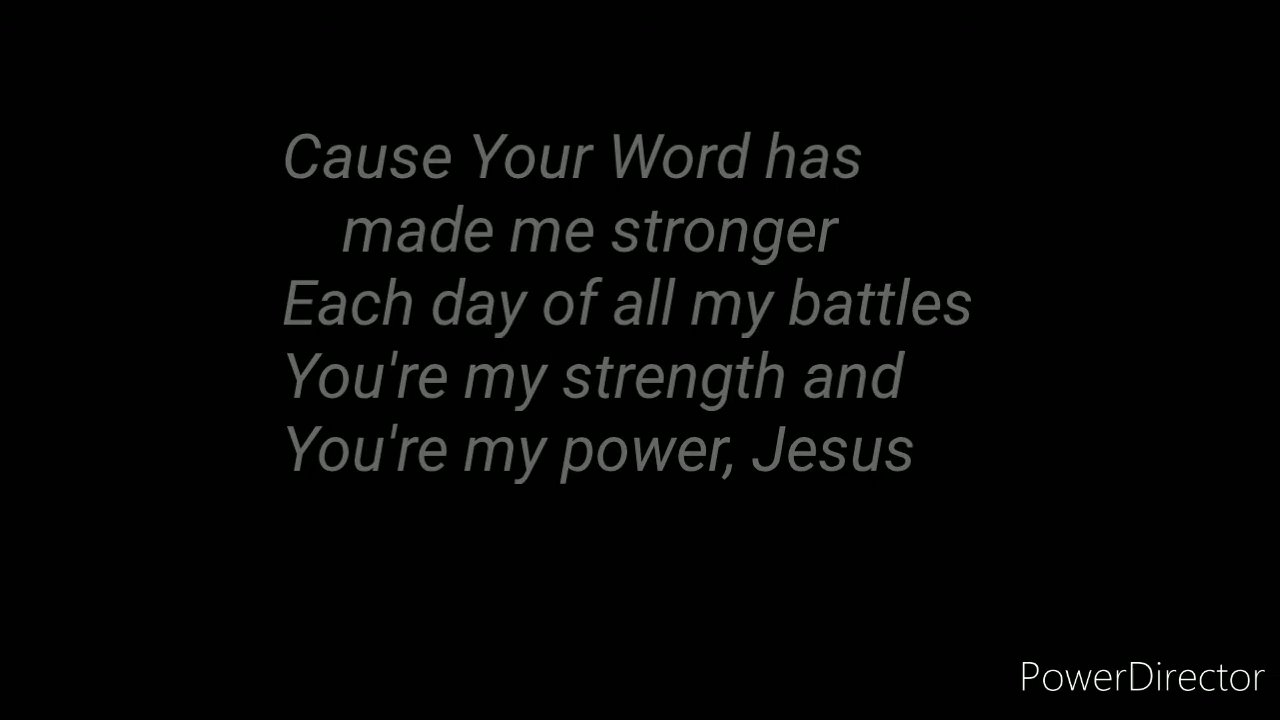 Cause Your Word has
made me stronger
Each day of all my battles
You're my strength and
You're my power, Jesus
PowerDirector